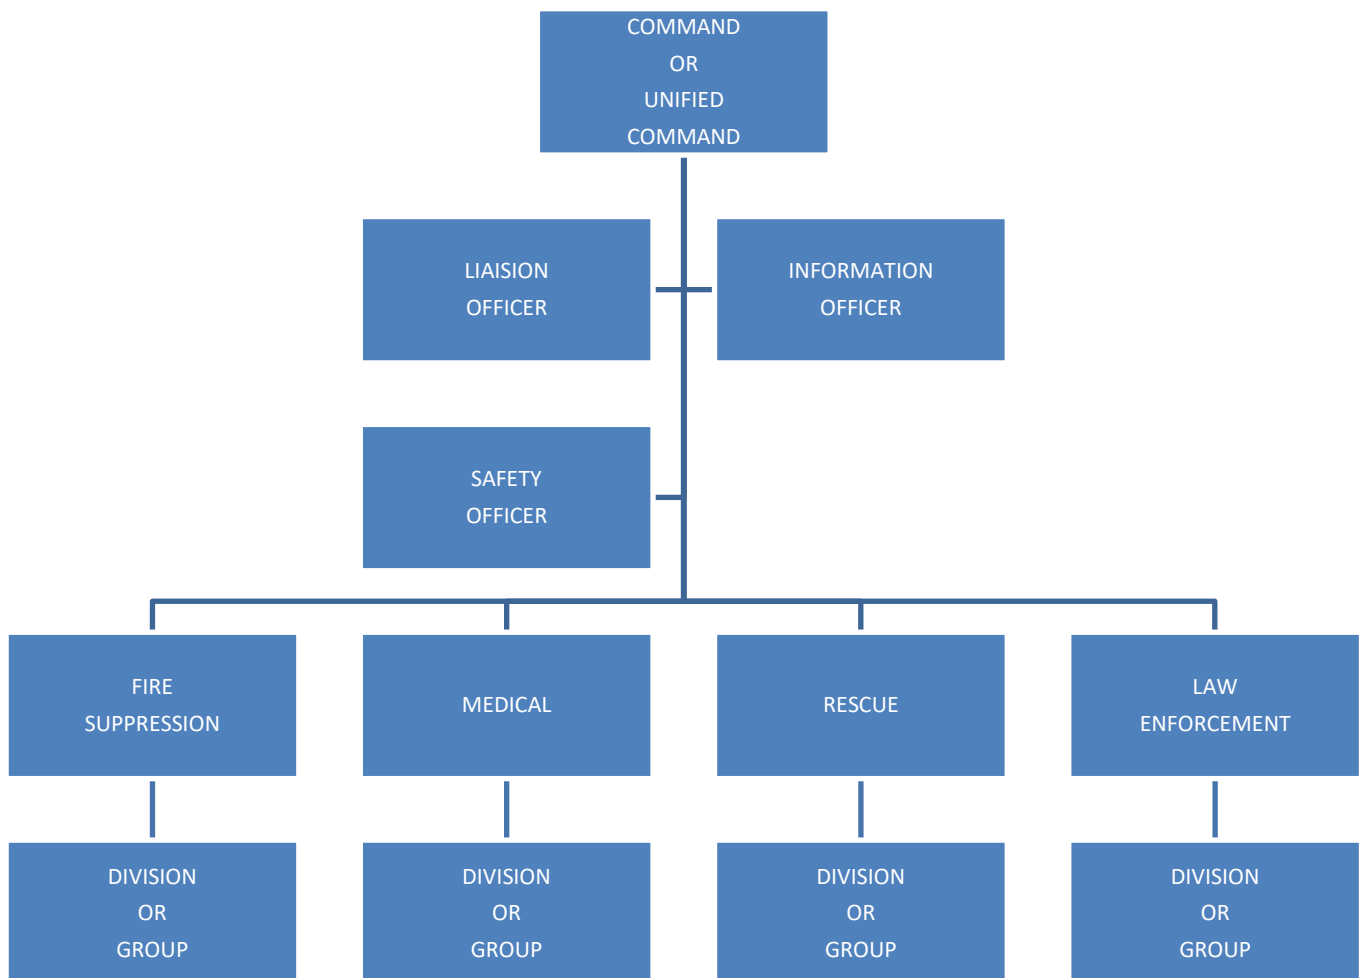 COMMAND
OR
UNIFIED
COMMAND
LIAISION
OFFICER
INFORMATION
OFFICER
SAFETY
OFFICER
FIRE
SUPPRESSION
MEDICAL
RESCUE
LAW
ENFORCEMENT
DIVISION
OR
GROUP
DIVISION
OR
GROUP
DIVISION
OR
GROUP
DIVISION
OR
GROUP